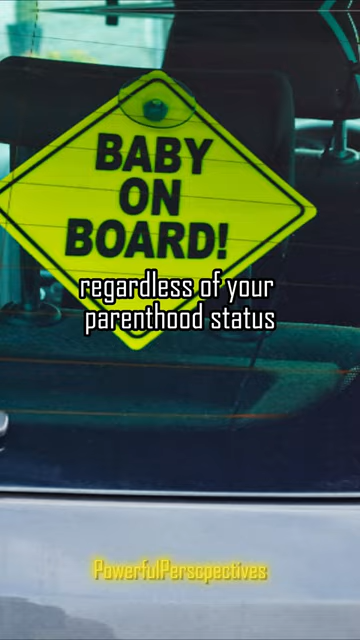 BABY
ON
BOARD!
regardless of your
parenthood status
PowerfulPerscpectives